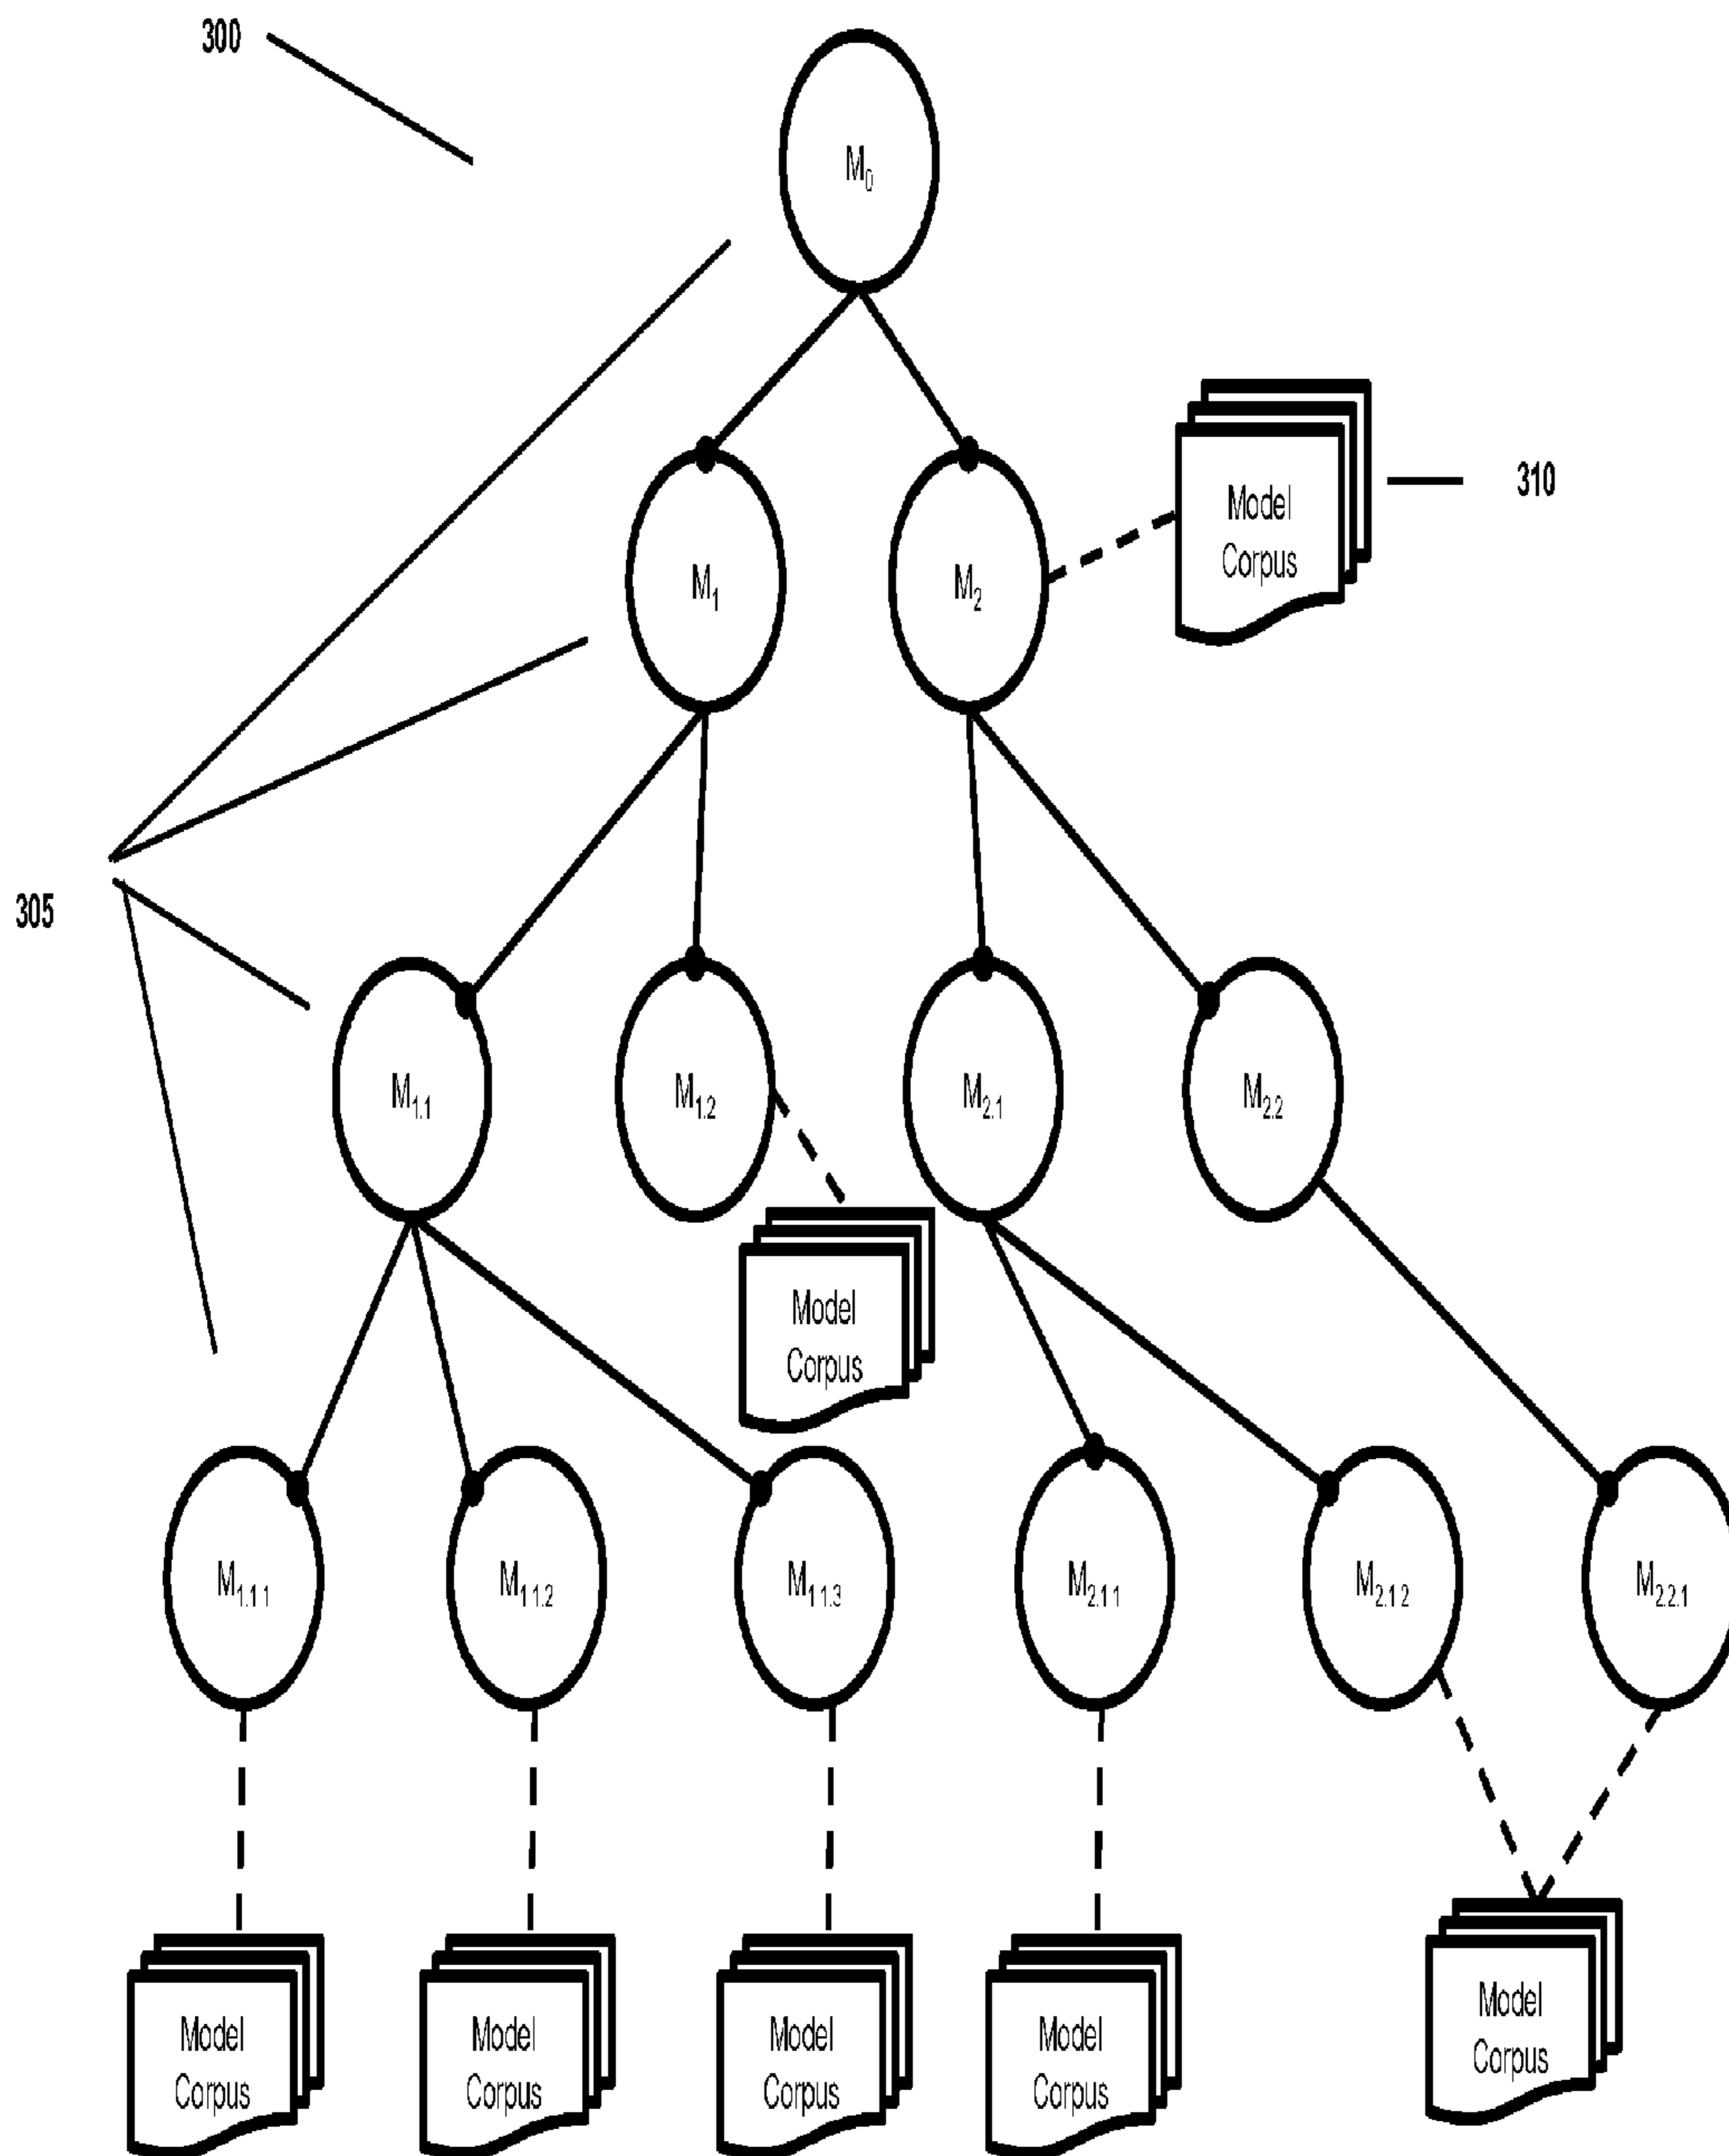 300
M₀
M₁
M₂
Model
Corpus
310
305
M₁.₁
M₁.₂
M₂.₁
M₂.₂
Model
Corpus
M₁.₁.₁
M₁.₁.₂
M₁.₁.₃
M₂.₁.₁
M₂.₁.₂
M₂.₂.₁
Model
Corpus
Model
Corpus
Model
Corpus
Model
Corpus
Model
Corpus